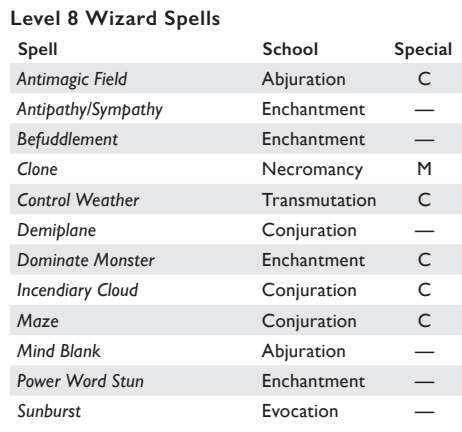 Level 8 Wizard Spells
Spell School Special
Antimagic Field Abjuration C
Antipathy/Sympathy Enchantment —
Befuddlement Enchantment —
Clone Necromancy M
Control Weather Transmutation C
Demiplane Conjuration —
Dominate Monster Enchantment C
Incendiary Cloud Conjuration C
Maze Conjuration C
Mind Blank Abjuration —
Power Word Stun Enchantment —
Sunburst Evocation —